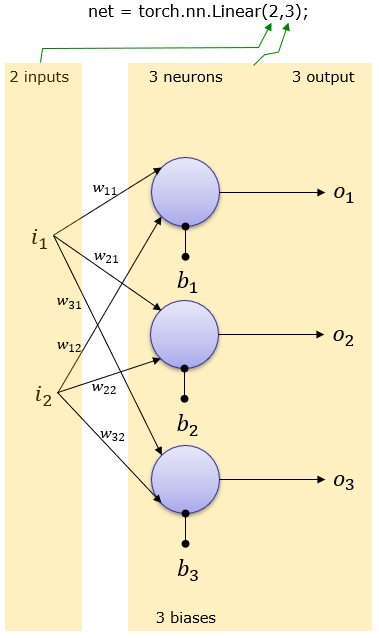 net = torch.nn.Linear(2,3);
2 inputs
3 neurons
3 output
w11
o1
i1
w21
b1
w31
w12
o2
i2
w22
b2
w32
o3
b3
3 biases